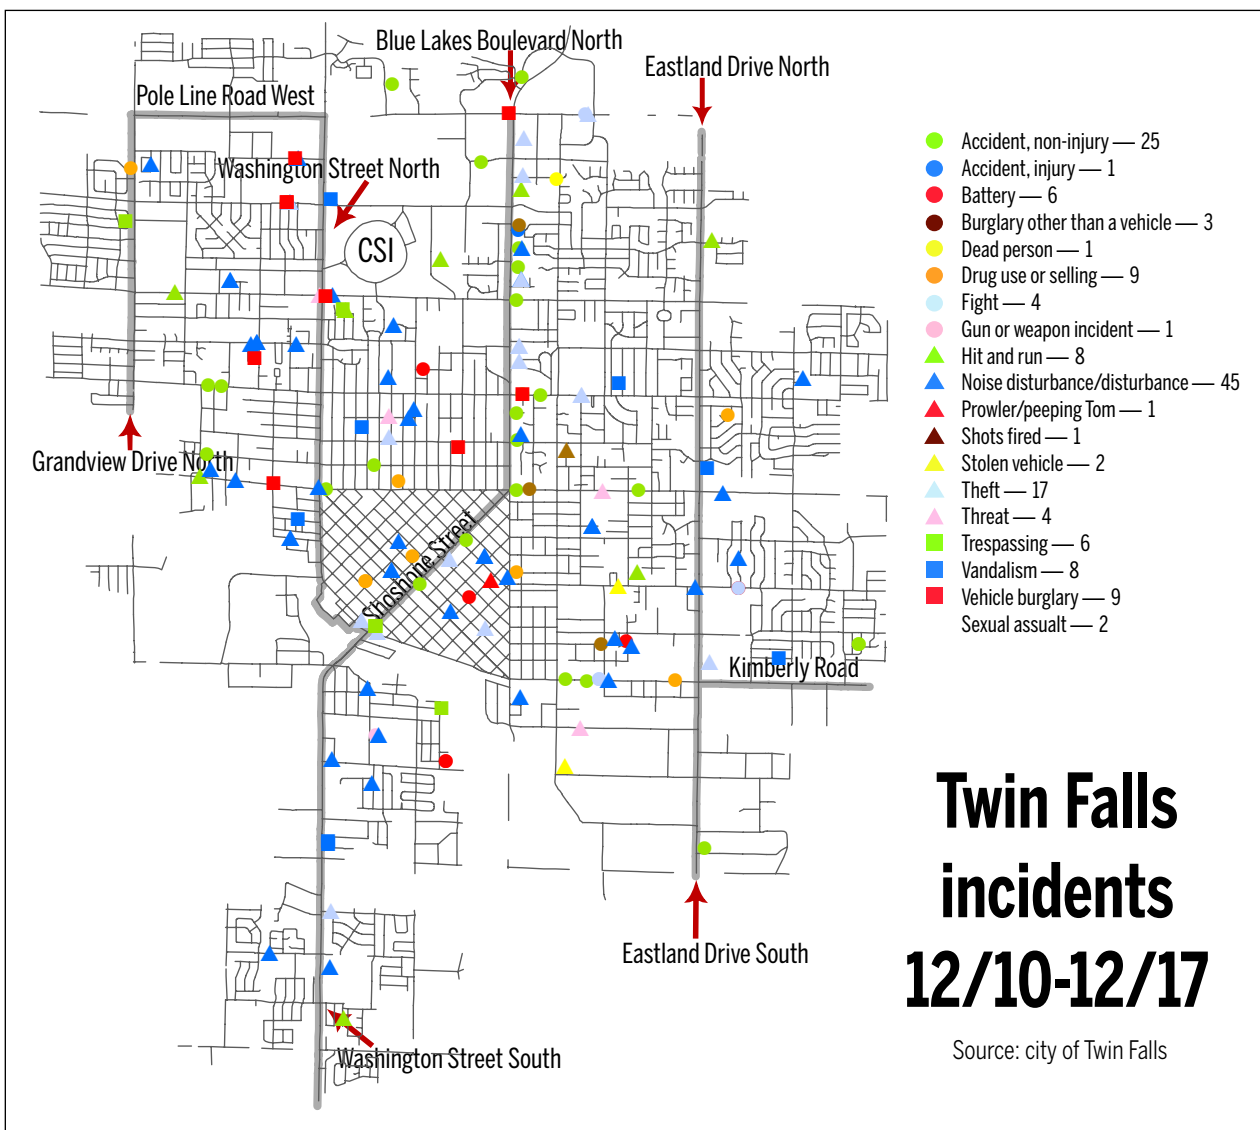 Blue Lakes Boulevard North
Eastland Drive North
Pole Line Road West
Washington Street North
CSI
Grandview Drive North
Shoshone Street
Kimberly Road
Eastland Drive South
Washington Street South
Accident, non-injury — 25
Accident, injury — 1
Battery — 6
Burglary other than a vehicle — 3
Dead person — 1
Drug use or selling — 9
Fight — 4
Gun or weapon incident — 1
Hit and run — 8
Noise disturbance/disturbance — 45
Prowler/peeping Tom — 1
Shots fired — 1
Stolen vehicle — 2
Theft — 17
Threat — 4
Trespassing — 6
Vandalism — 8
Vehicle burglary — 9
Sexual assualt — 2
Twin Falls
incidents
12/10-12/17
Source: city of Twin Falls